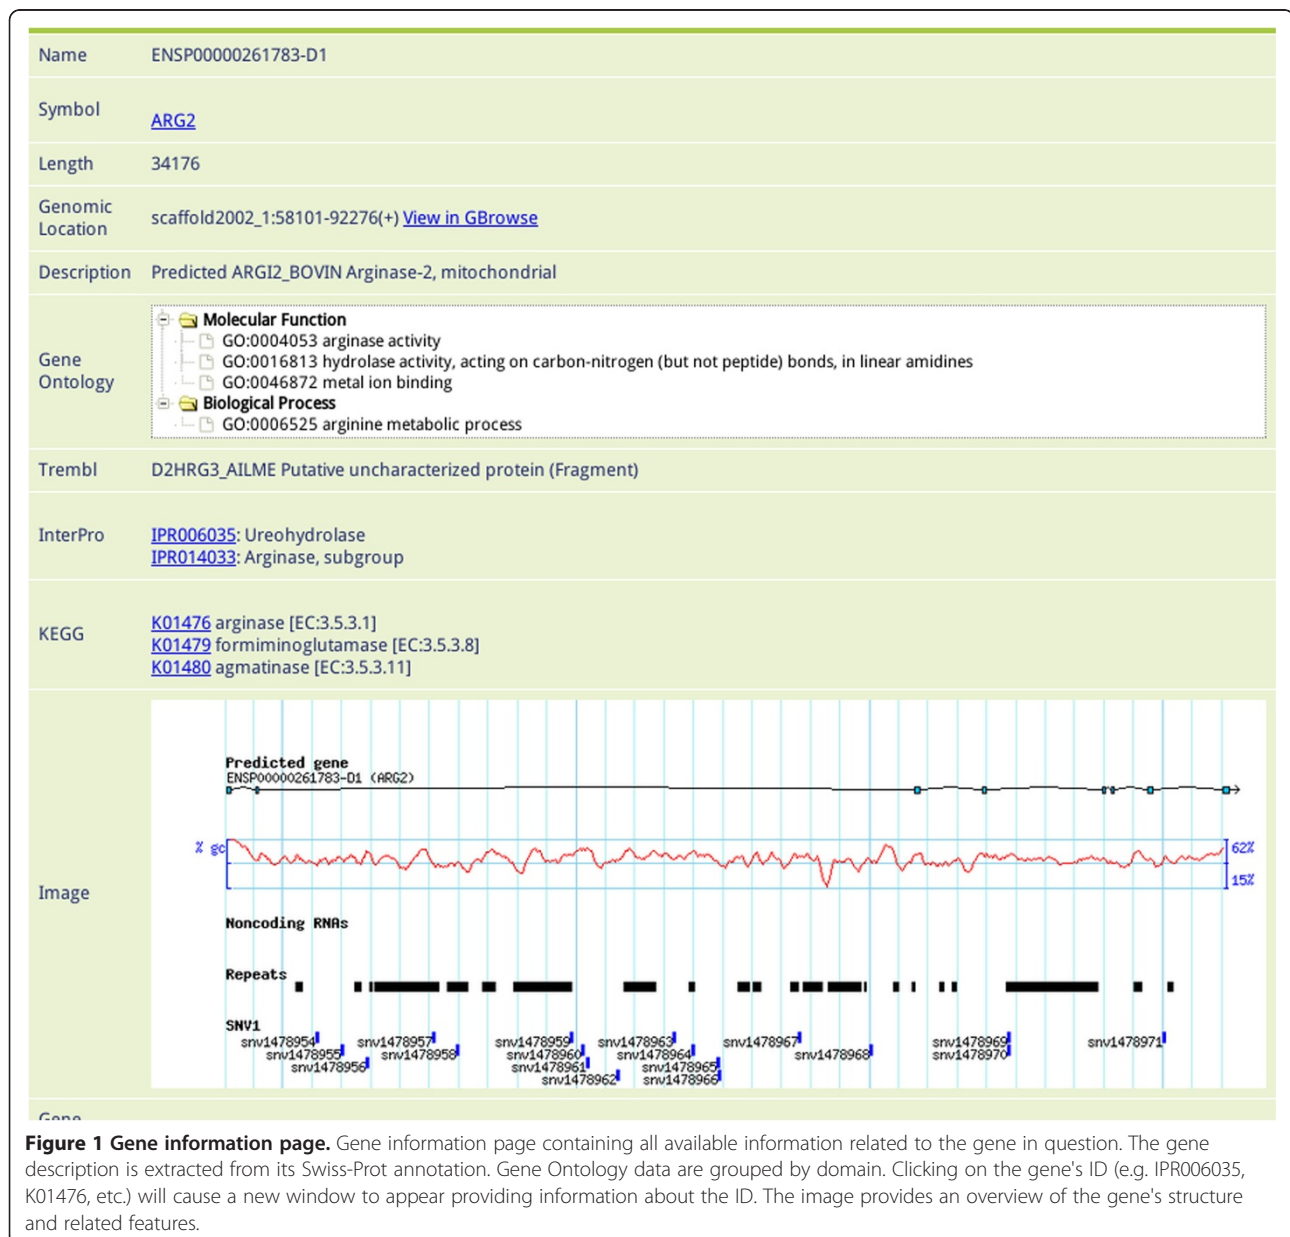 Name ENSP00000261783-D1
Symbol ARG2
Length 34176
Genomic Location scaffold2002_1:58101-92276(+) View in GBrowse
Description Predicted ARGI2_BOVIN Arginase-2, mitochondrial
Gene Ontology
Molecular Function
GO:0004053 arginase activity
GO:0016813 hydrolase activity, acting on carbon-nitrogen (but not peptide) bonds, in linear amidines
GO:0046872 metal ion binding
Biological Process
GO:0006525 arginine metabolic process
Trembl D2HRG3_AILME Putative uncharacterized protein (Fragment)
InterPro
IPR006035: Ureohydrolase
IPR014033: Arginase, subgroup
KEGG
K01476 arginase [EC:3.5.3.1]
K01479 formiminoglutamase [EC:3.5.3.8]
K01480 agmatinase [EC:3.5.3.11]
Image
Predicted gene
ENSP00000261783-D1 (ARG2)
% gc 62%
15%
Noncoding RNAs
Repeats
SNV1
snv1478954 snv1478957 snv1478959 snv1478963 snv1478967 snv1478969 snv1478971
snv1478955 snv1478958 snv1478960 snv1478964 snv1478968 snv1478970
snv1478956 snv1478961 snv1478965
snv1478962 snv1478966
Gene
Figure 1 Gene information page. Gene information page containing all available information related to the gene in question. The gene
description is extracted from its Swiss-Prot annotation. Gene Ontology data are grouped by domain. Clicking on the gene's ID (e.g. IPR006035,
K01476, etc.) will cause a new window to appear providing information about the ID. The image provides an overview of the gene's structure
and related features.